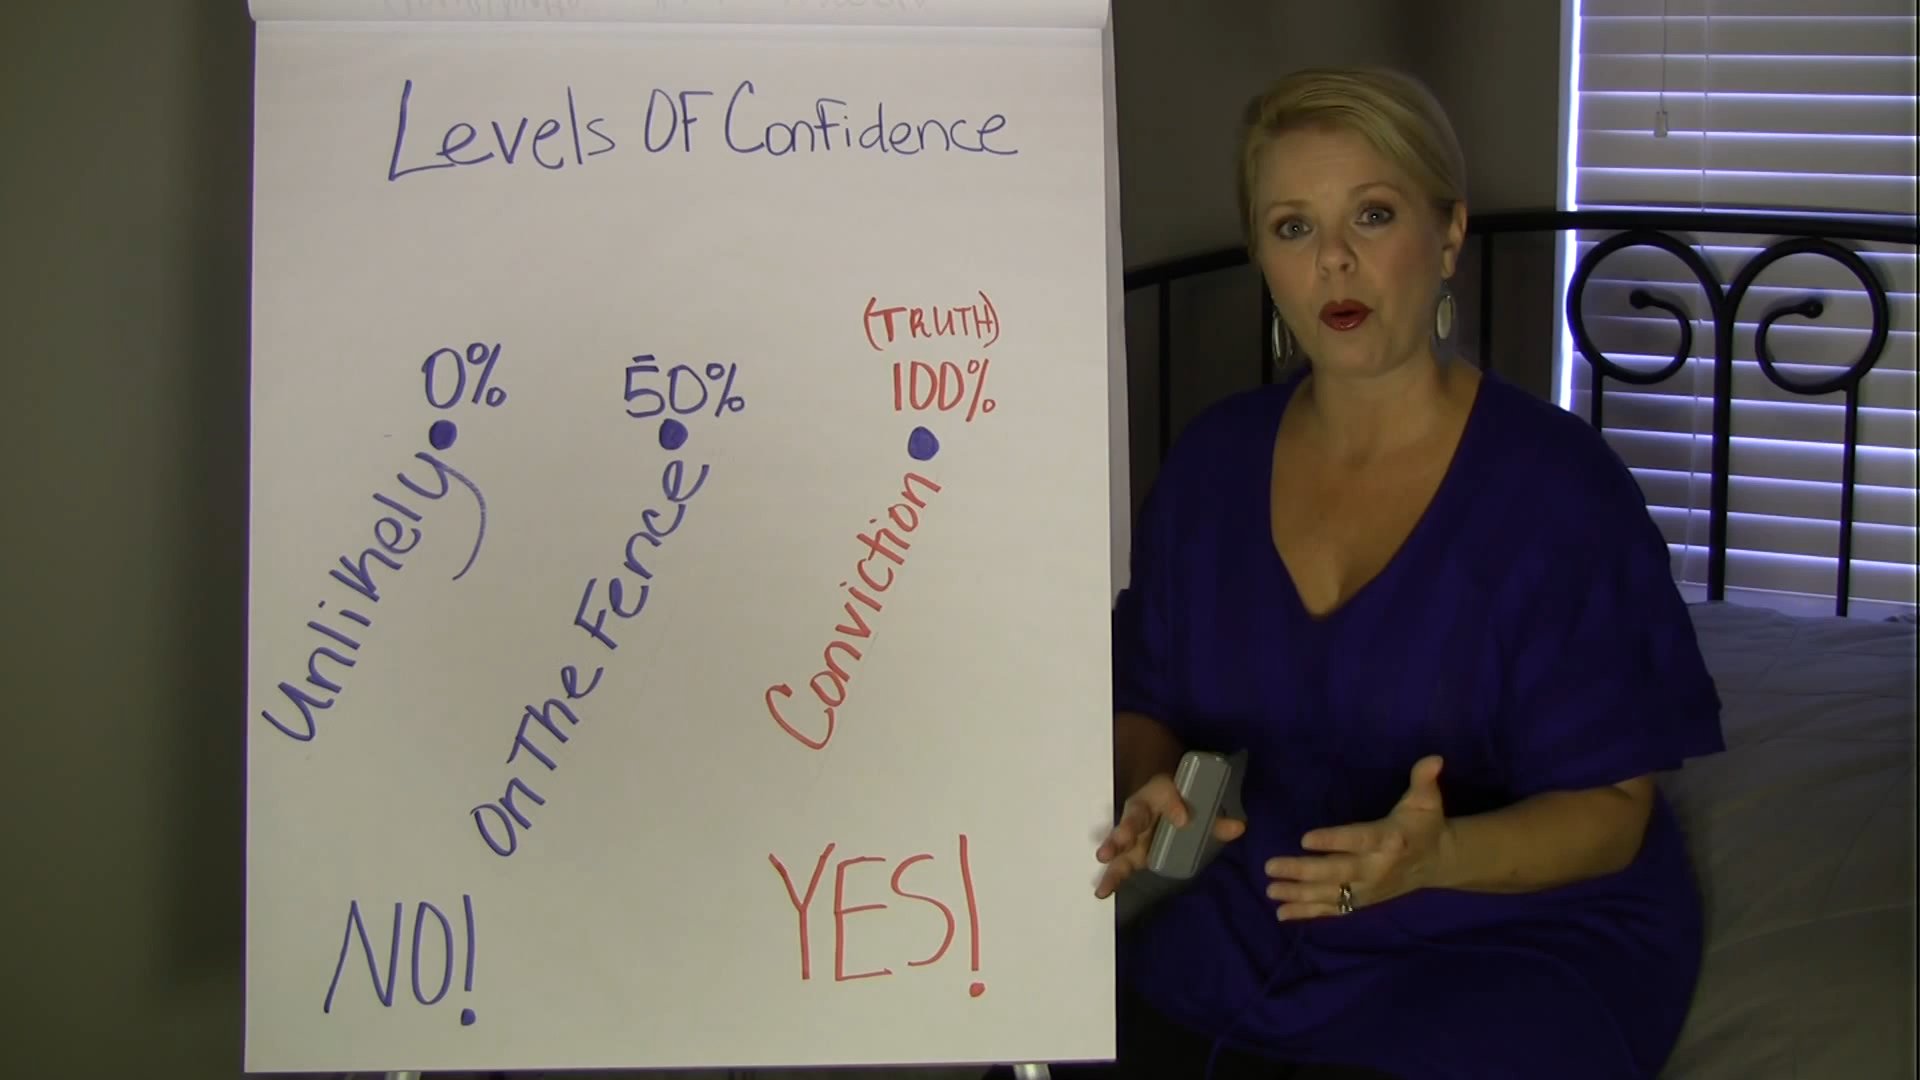 Levels OF Confidence
(TRUTH)
0% 50% 100%
Unlikely
On The Fence
Conviction
NO! YES!